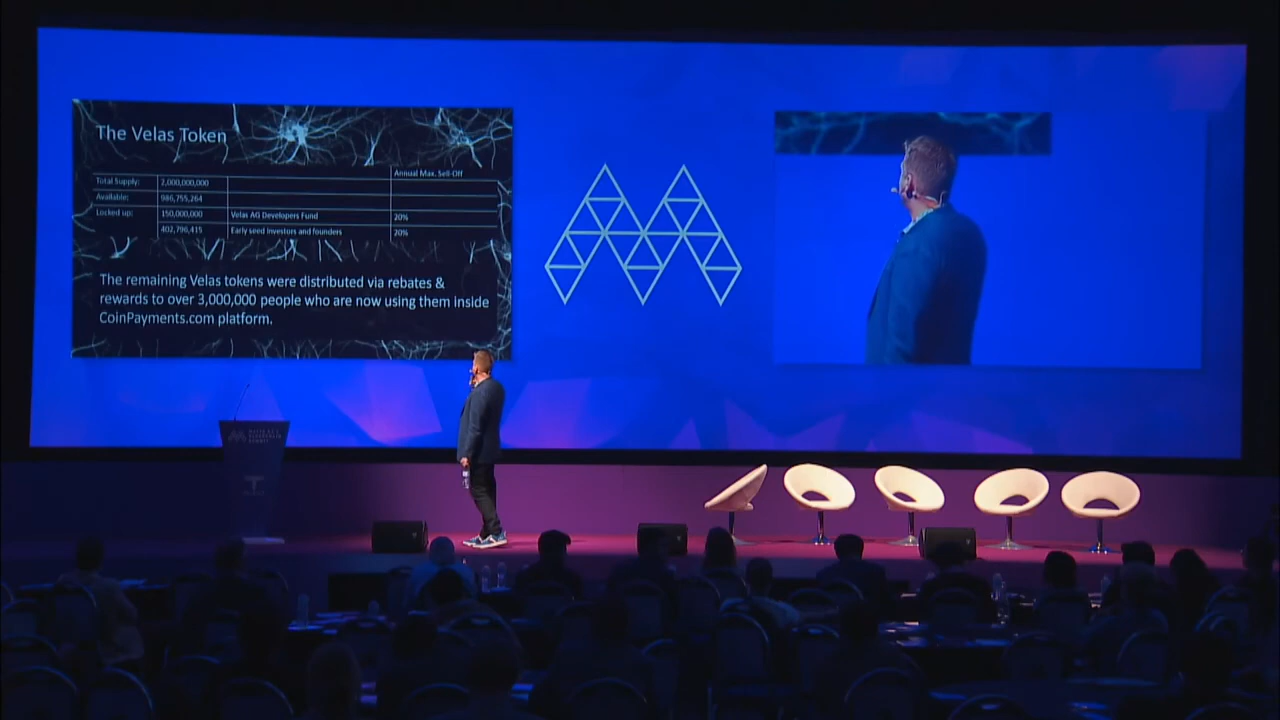 The Velas Token
Annual Max. Sell-Off
Total Supply: 2,000,000,000
Available: 986,755,264
Locked up: 150,000,000 Velas AG Developers Fund 20%
402,796,415 Early seed investors and founders 20%
The remaining Velas tokens were distributed via rebates &
rewards to over 3,000,000 people who are now using them inside
CoinPayments.com platform.